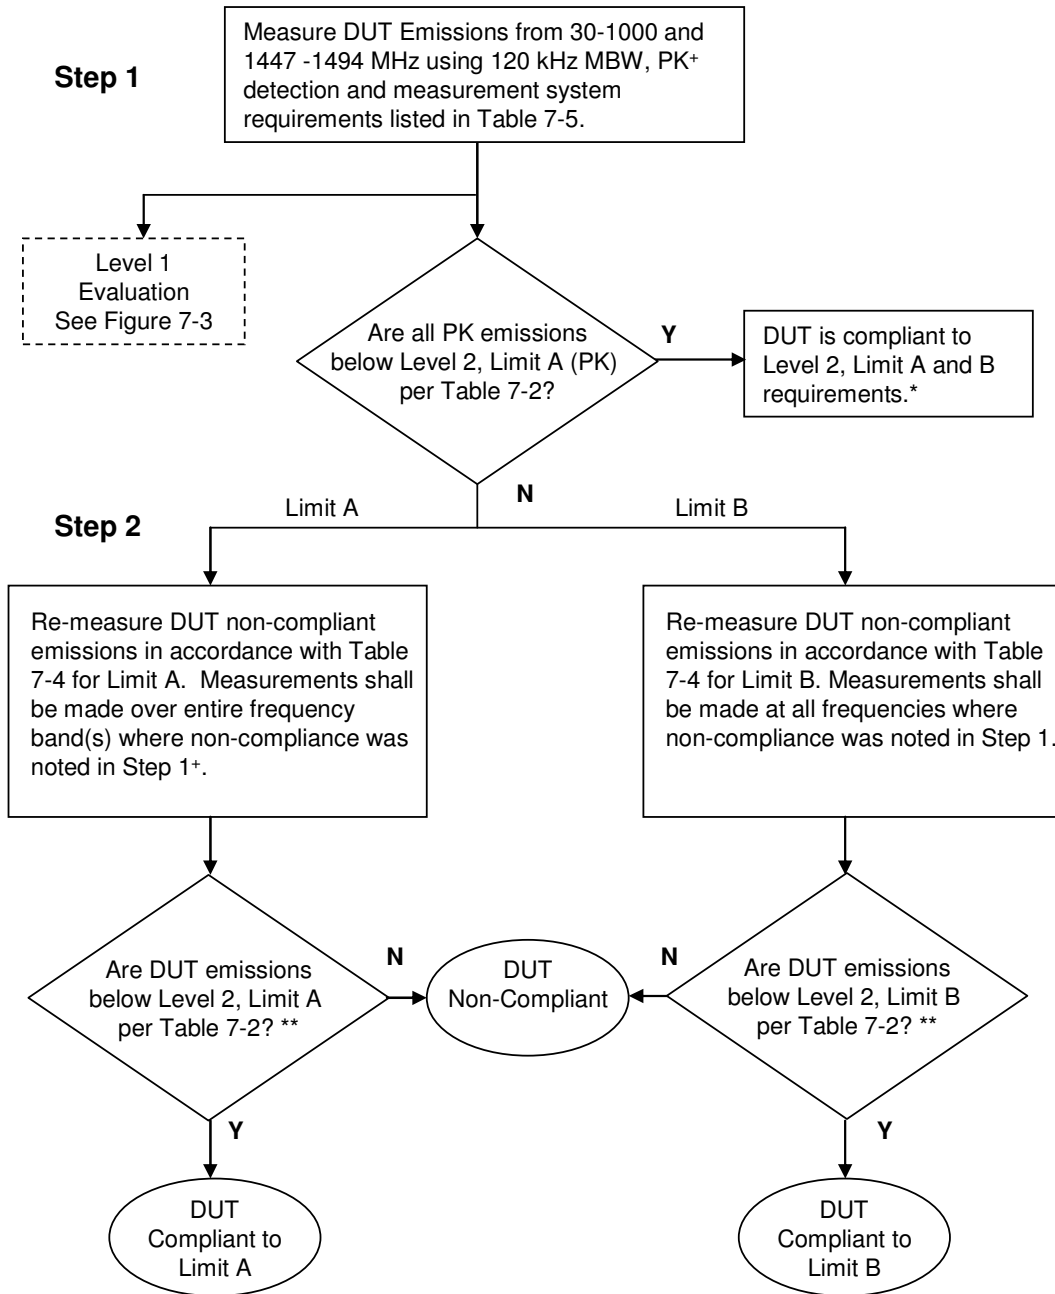 Step 1
Measure DUT Emissions from 30-1000 and
1447 -1494 MHz using 120 kHz MBW, PK+
detection and measurement system
requirements listed in Table 7-5.
Level 1
Evaluation
See Figure 7-3
Are all PK emissions
below Level 2, Limit A (PK)
per Table 7-2?
Y
DUT is compliant to
Level 2, Limit A and B
requirements.*
N
Limit A
Limit B
Step 2
Re-measure DUT non-compliant
emissions in accordance with Table
7-4 for Limit A. Measurements shall
be made over entire frequency
band(s) where non-compliance was
noted in Step 1+.
Re-measure DUT non-compliant
emissions in accordance with Table
7-4 for Limit B. Measurements shall
be made at all frequencies where
non-compliance was noted in Step 1.
Are DUT emissions
below Level 2, Limit A
per Table 7-2? **
N
DUT
Non-Compliant
N
Are DUT emissions
below Level 2, Limit B
per Table 7-2? **
Y
Y
DUT
Compliant to
Limit A
DUT
Compliant to
Limit B